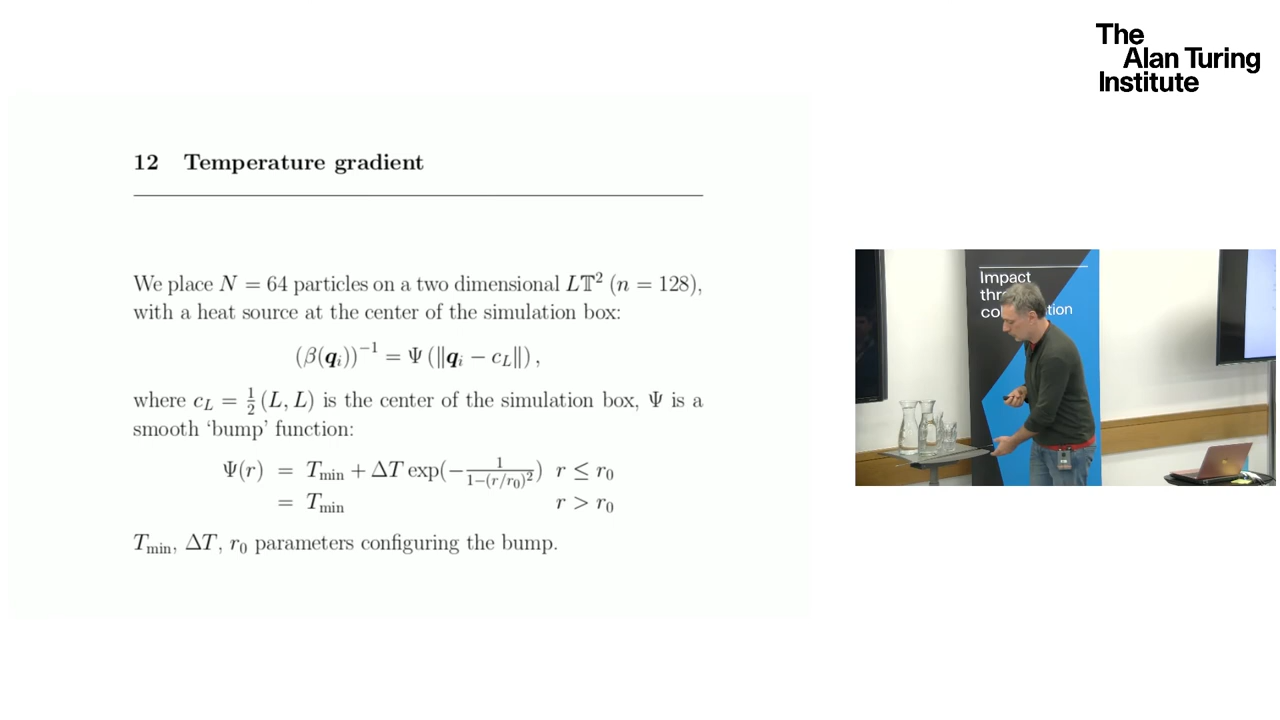 The
Alan Turing
Institute
12 Temperature gradient
We place N = 64 particles on a two dimensional L𝕋² (n = 128),
with a heat source at the center of the simulation box:
(β(𝒒ᵢ))⁻¹ = Ψ (‖𝒒ᵢ − c_L‖) ,
where c_L = ½ (L, L) is the center of the simulation box, Ψ is a
smooth ‘bump’ function:
Ψ(r) = T_min + ΔT exp(−1/(1−(r/r₀)²)) r ≤ r₀
= T_min r > r₀
T_min, ΔT, r₀ parameters configuring the bump.
Impact